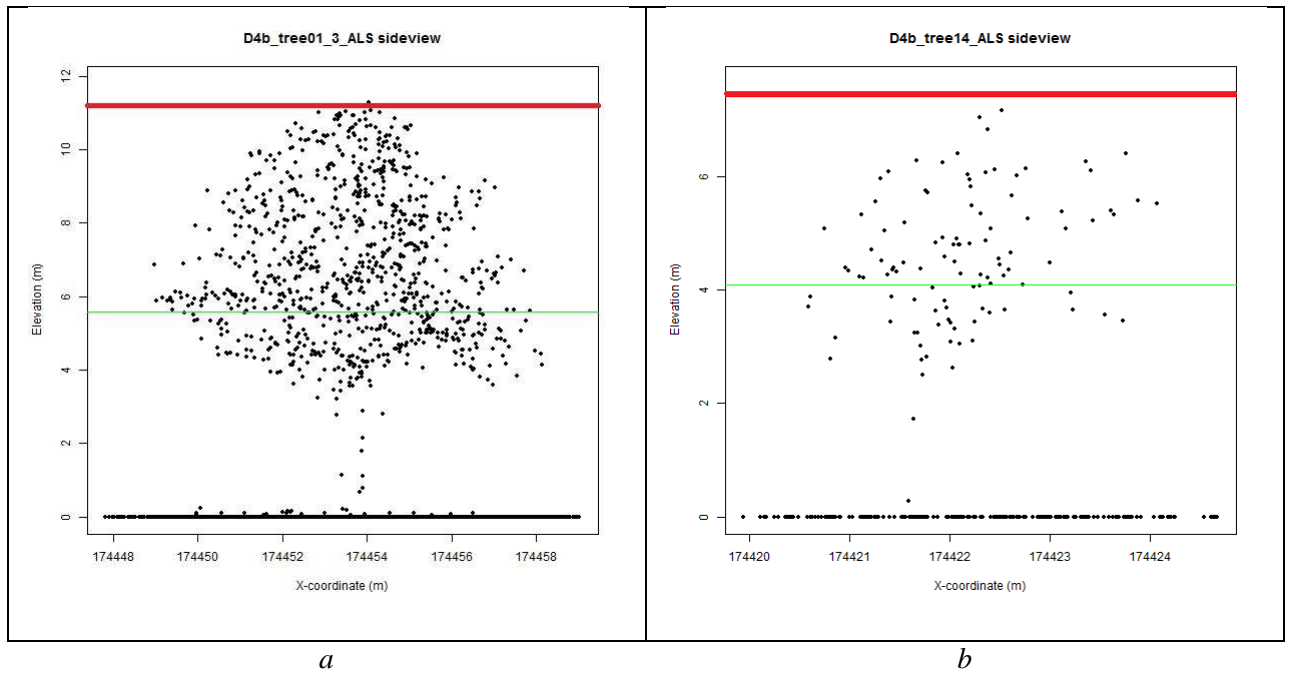 D4b_tree01_3_ALS sideview
12
10
8
6
4
2
0
Elevation (m)
174448 174450 174452 174454 174456 174458
X-coordinate (m)
a
D4b_tree14_ALS sideview
6
4
2
0
Elevation (m)
174420 174421 174422 174423 174424
X-coordinate (m)
b